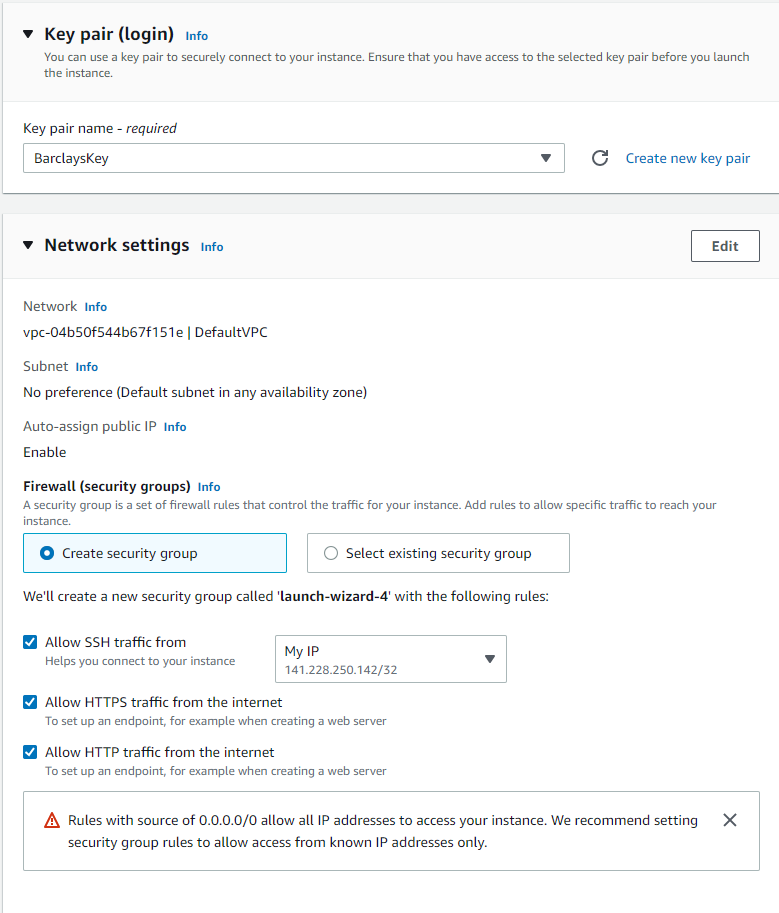 Key pair (login) Info
You can use a key pair to securely connect to your instance. Ensure that you have access to the selected key pair before you launch
the instance.
Key pair name - required
BarclaysKey
Create new key pair
Network settings Info
Edit
Network Info
vpc-04b50f544b67f151e | DefaultVPC
Subnet Info
No preference (Default subnet in any availability zone)
Auto-assign public IP Info
Enable
Firewall (security groups) Info
A security group is a set of firewall rules that control the traffic for your instance. Add rules to allow specific traffic to reach your
instance.
Create security group
Select existing security group
We'll create a new security group called 'launch-wizard-4' with the following rules:
Allow SSH traffic from
Helps you connect to your instance
My IP
141.228.250.142/32
Allow HTTPS traffic from the internet
To set up an endpoint, for example when creating a web server
Allow HTTP traffic from the internet
To set up an endpoint, for example when creating a web server
Rules with source of 0.0.0.0/0 allow all IP addresses to access your instance. We recommend setting
security group rules to allow access from known IP addresses only.